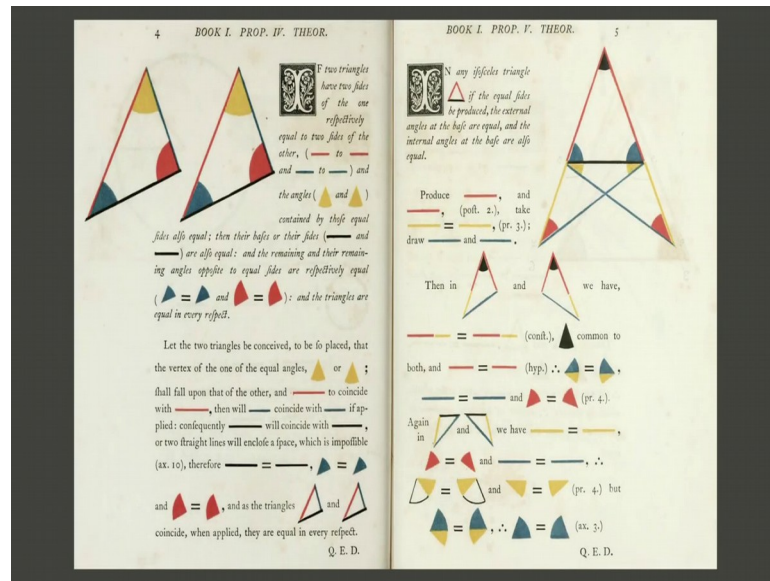 4 BOOK I. PROP. IV. THEOR.
IF two triangles
have two ſides
of the one
reſpectively
equal to two ſides of the
other, ( to
and to ) and
the angles ( and )
contained by thoſe equal
ſides alſo equal; then their baſes or their ſides ( and
) are alſo equal: and the remaining and their remain-
ing angles oppoſite to equal ſides are reſpectively equal
( = and = ): and the triangles are
equal in every reſpect.
Let the two triangles be conceived, to be ſo placed, that
the vertex of the one of the equal angles, or ;
ſhall fall upon that of the other, and to coincide
with , then will coincide with if ap-
plied: conſequently will coincide with ,
or two ſtraight lines will encloſe a ſpace, which is impoſſible
(ax. 10), therefore = , =
and = , and as the triangles and
coincide, when applied, they are equal in every reſpect.
Q. E. D.
BOOK I. PROP. V. THEOR. 5
IN any iſoſceles triangle
if the equal ſides
be produced, the external
angles at the baſe are equal, and the
internal angles at the baſe are alſo
equal.
Produce , and
, (poſt. 2.), take
= , (pr. 3.);
draw and .
Then in and we have,
= (conſt.), common to
both, and = (hyp.) ∴ = ,
= and = (pr. 4.).
Again
in and we have = ,
= and = , ∴
= and = (pr. 4.) but
= , ∴ = (ax. 3.)
Q. E. D.